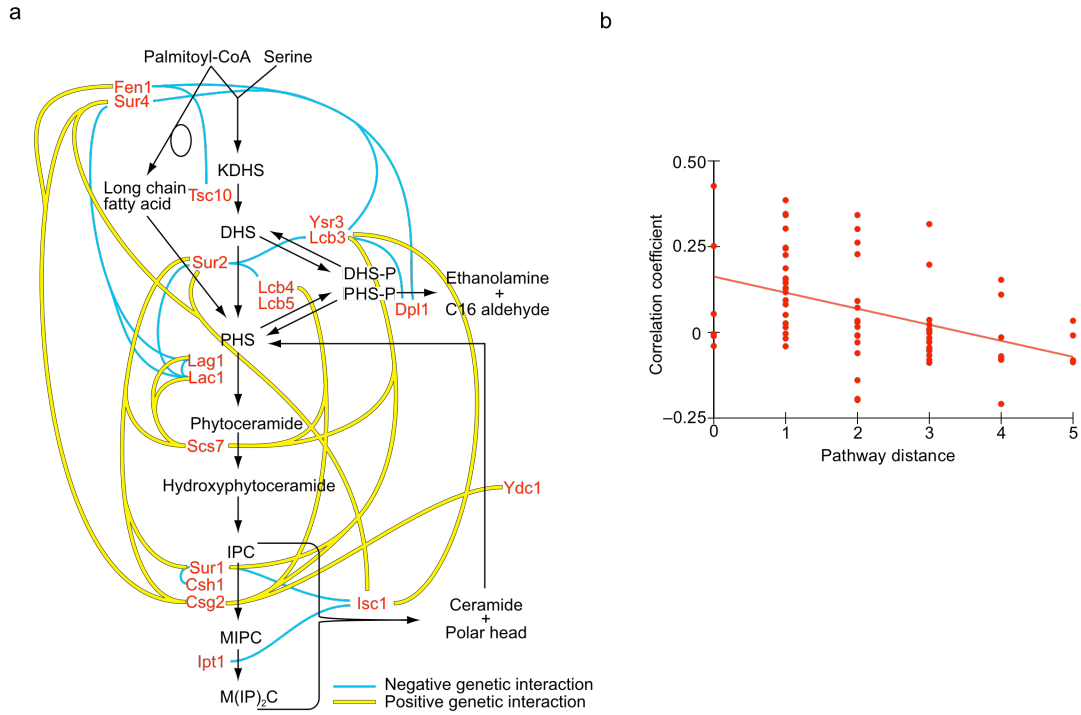 a
b
Palmitoyl-CoA Serine
Fen1
Sur4
KDHS
Long chain
fatty acid
Tsc10
DHS
Ysr3
Lcb3
Sur2
DHS-P
PHS-P
Lcb4
Lcb5
Dpl1
Ethanolamine
+
C16 aldehyde
PHS
Lag1
Lac1
Phytoceramide
Scs7
Hydroxyphytoceramide
Ydc1
IPC
Sur1
Csh1
Csg2
Isc1
Ceramide
+
Polar head
MIPC
Ipt1
M(IP)2C
Negative genetic interaction
Positive genetic interaction
Correlation coefficient
0.50
0.25
0
–0.25
0 1 2 3 4 5
Pathway distance